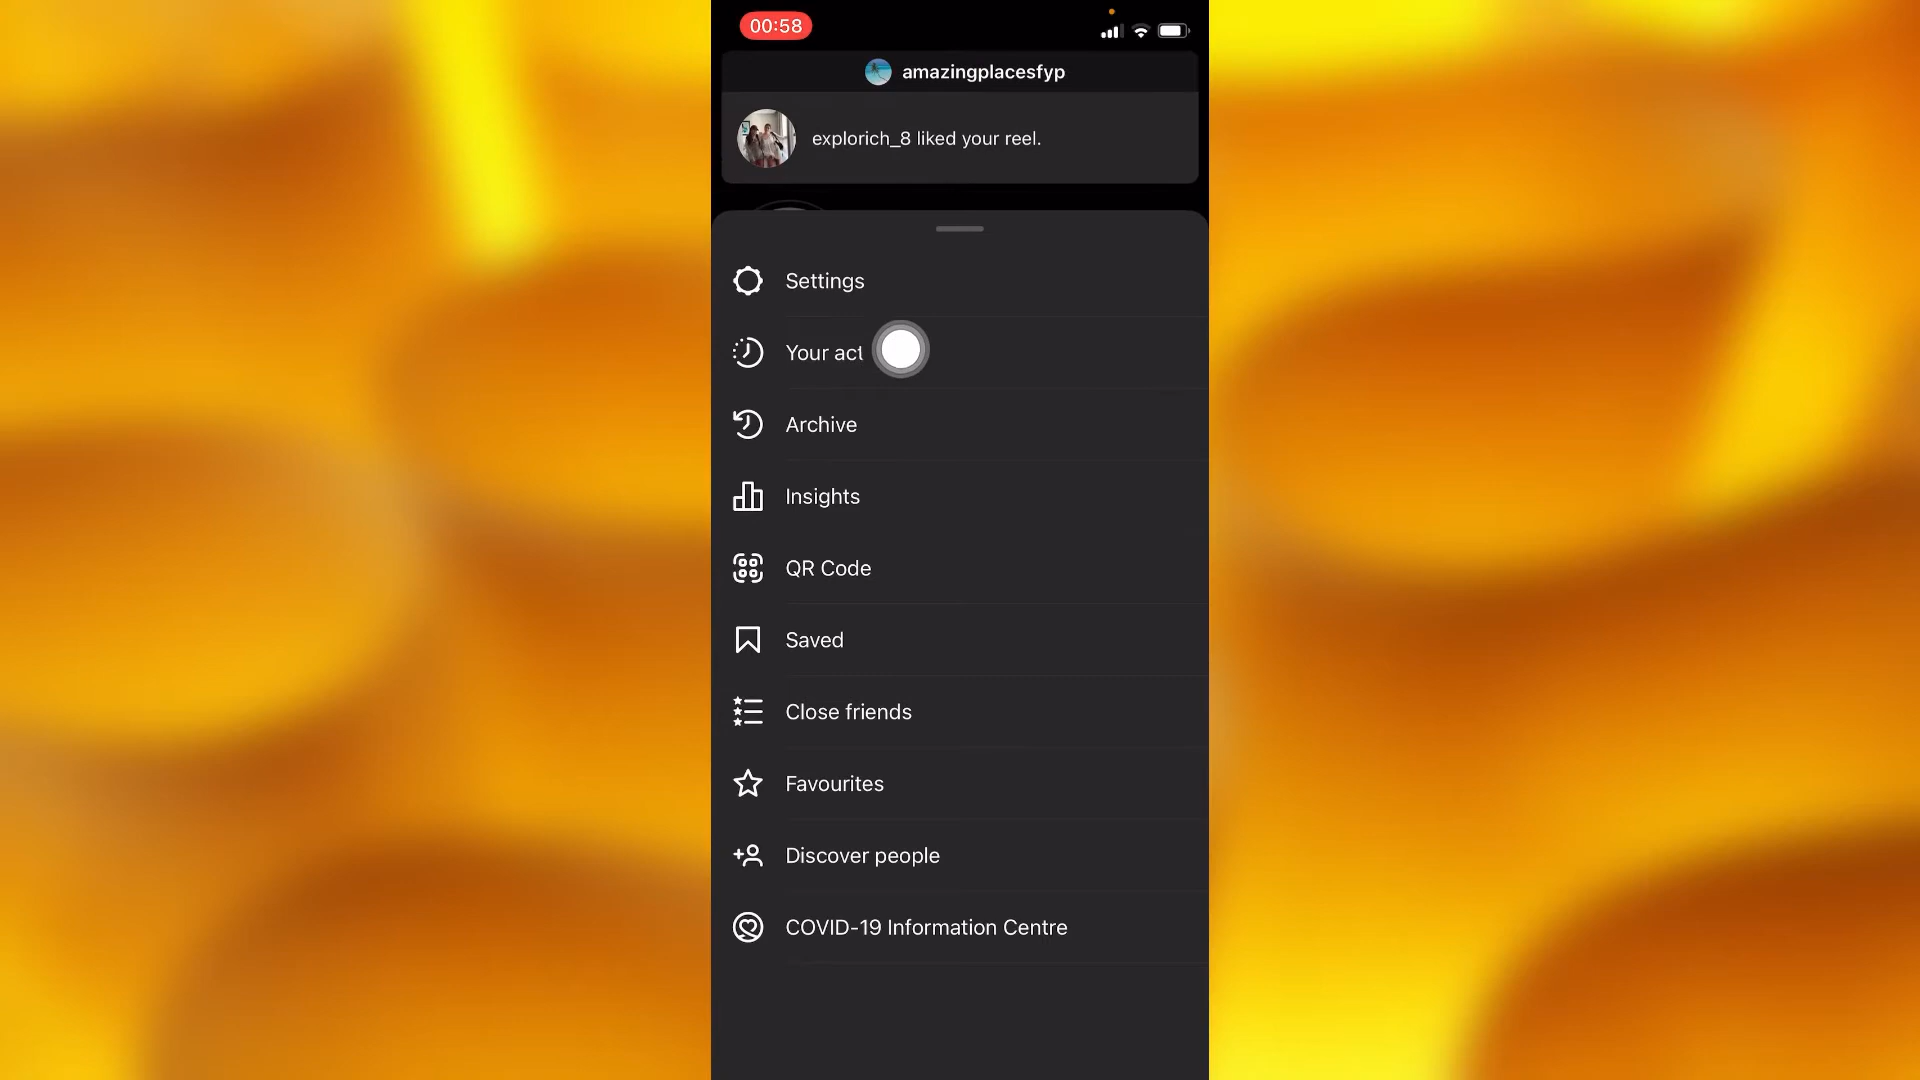 00:58
amazingplacesfyp
explorich_8 liked your reel.
Settings
Your act
Archive
Insights
QR Code
Saved
Close friends
Favourites
Discover people
COVID-19 Information Centre